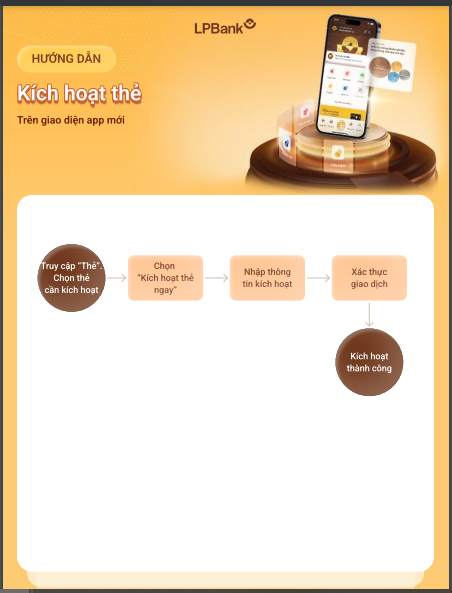 LPBank
HƯỚNG DẪN
Kích hoạt thẻ
Trên giao diện app mới
Truy cập "Thẻ".
Chọn thẻ
cần kích hoạt
Chọn
"Kích hoạt thẻ
ngay"
Nhập thông
tin kích hoạt
Xác thực
giao dịch
Kích hoạt
thành công